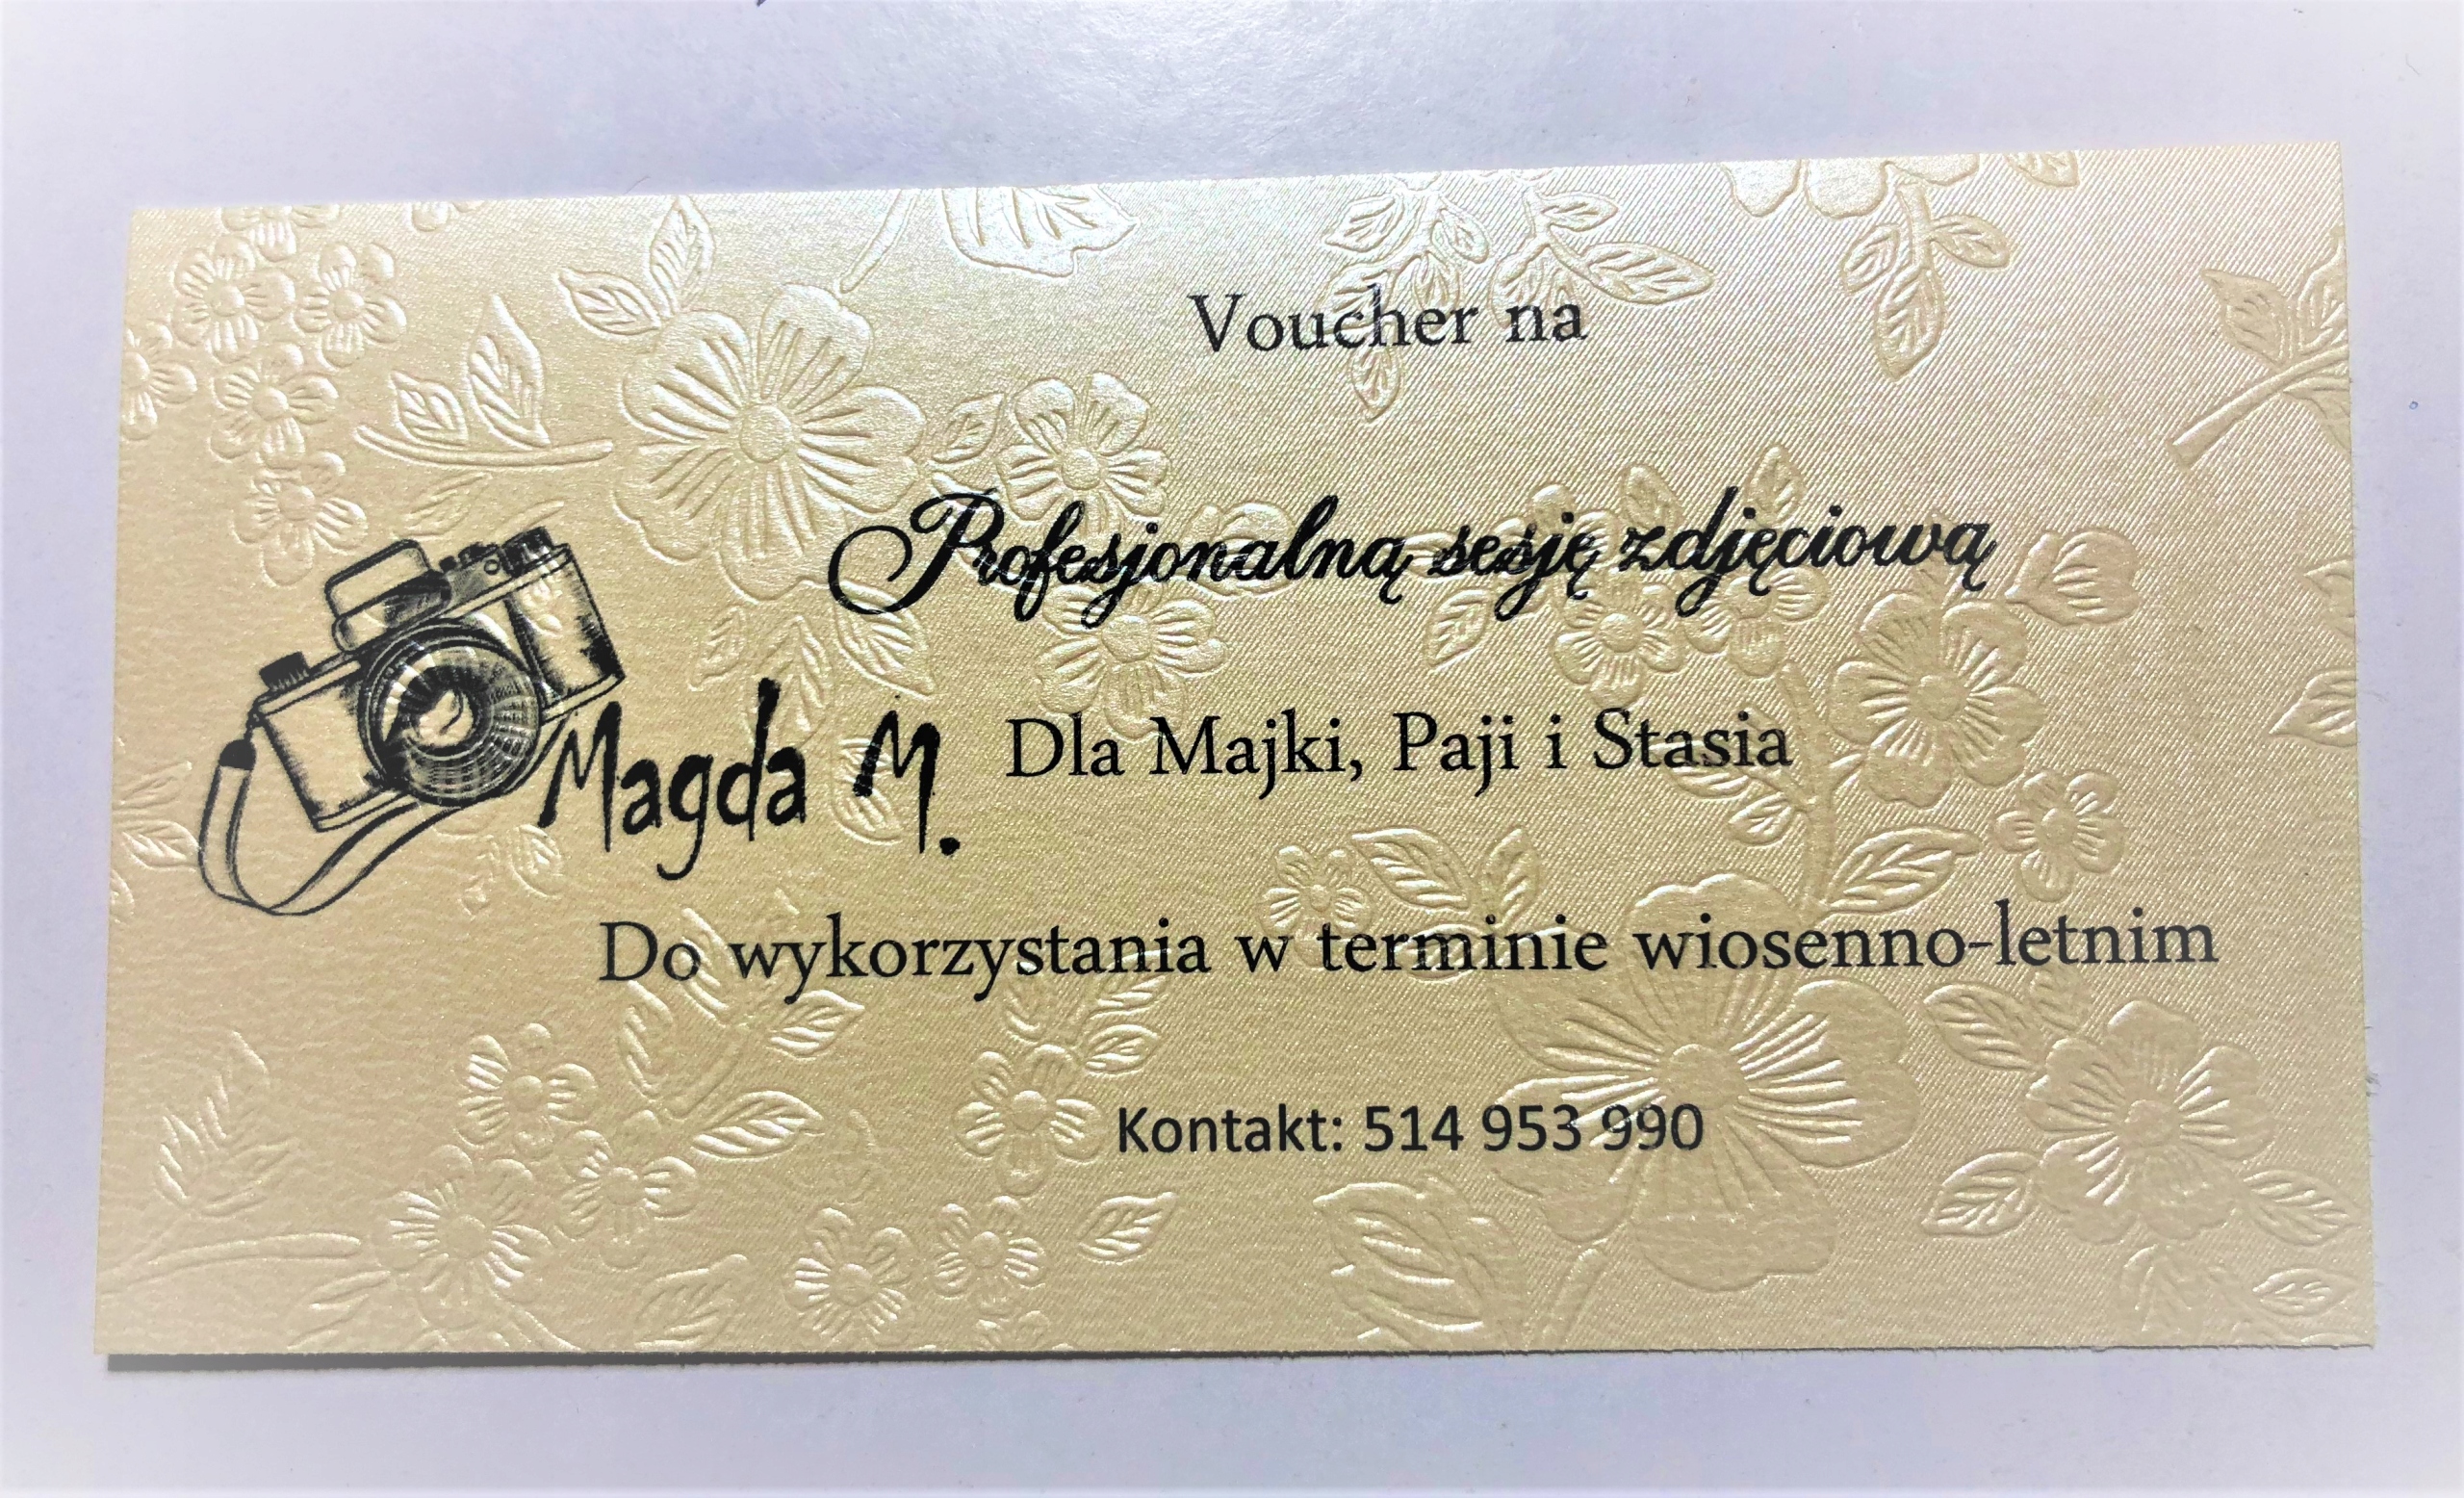 Voucher na
Profesjonalną sesję zdjęciową
Magda M.
Dla Majki, Paji i Stasia
Do wykorzystania w terminie wiosenno-letnim
Kontakt: 514 953 990